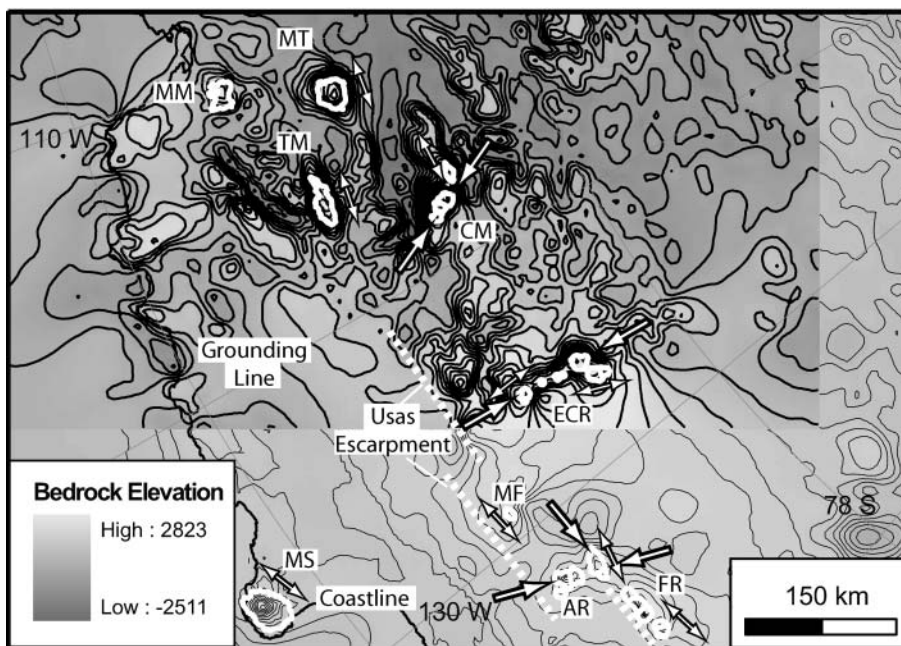 MT
MM
110 W
TM
CM
Grounding
Line
ECR
Usas
Escarpment
Bedrock Elevation
High : 2823
Low : -2511
MF
78 S
MS
Coastline
130 W
AR
FR
150 km